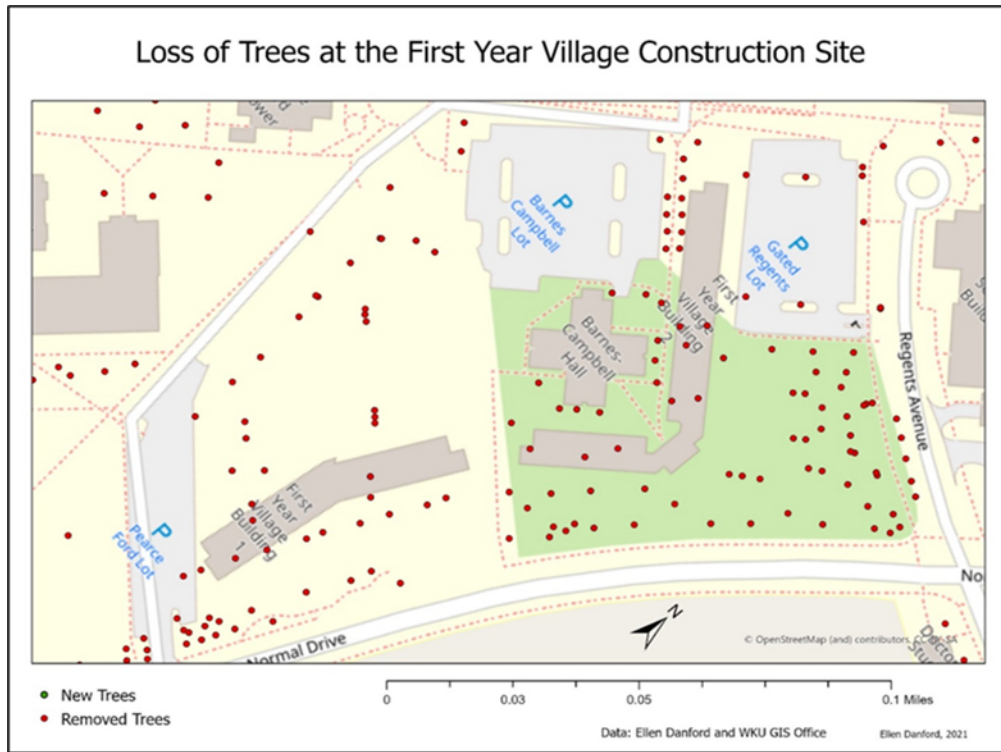 Loss of Trees at the First Year Village Construction Site
P
Barnes
Campbell
Lot
P
Gated
Regents
Lot
First
Year
Village
Building
2
Barnes-
Campbell
Hall
Regents Avenue
First
Year
Village
Building
1
P
Pearce
Ford Lot
Normal Drive
No
N
© OpenStreetMap (and) contributors,
New Trees
Removed Trees
0
0.03
0.05
0.1 Miles
Data: Ellen Danford and WKU GIS Office
Ellen Danford, 2021